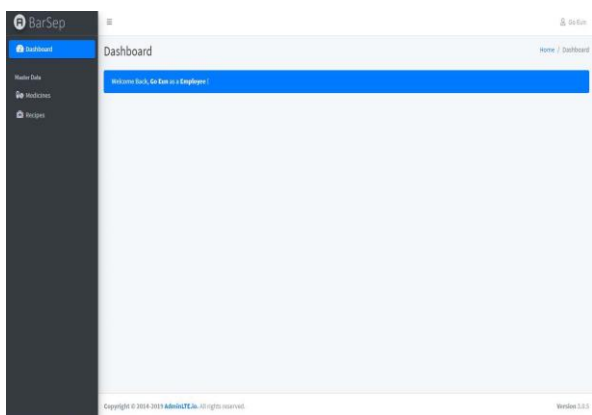 BarSep
Go Eun
Dashboard
Dashboard
Home / Dashboard
Master Data
Welcome Back, Go Eun as a Employee !
Medicines
Recipes
Copyright © 2014-2019 AdminLTE.io. All rights reserved.
Version 3.0.5